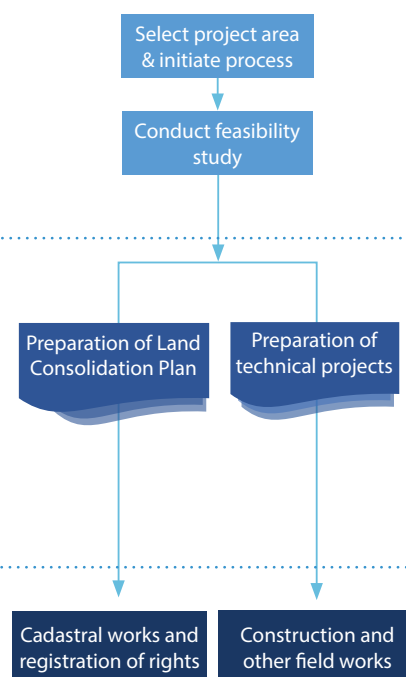 Select project area
& initiate process
Conduct feasibility
study
Preparation of Land
Consolidation Plan
Preparation of
technical projects
Cadastral works and
registration of rights
Construction and
other field works